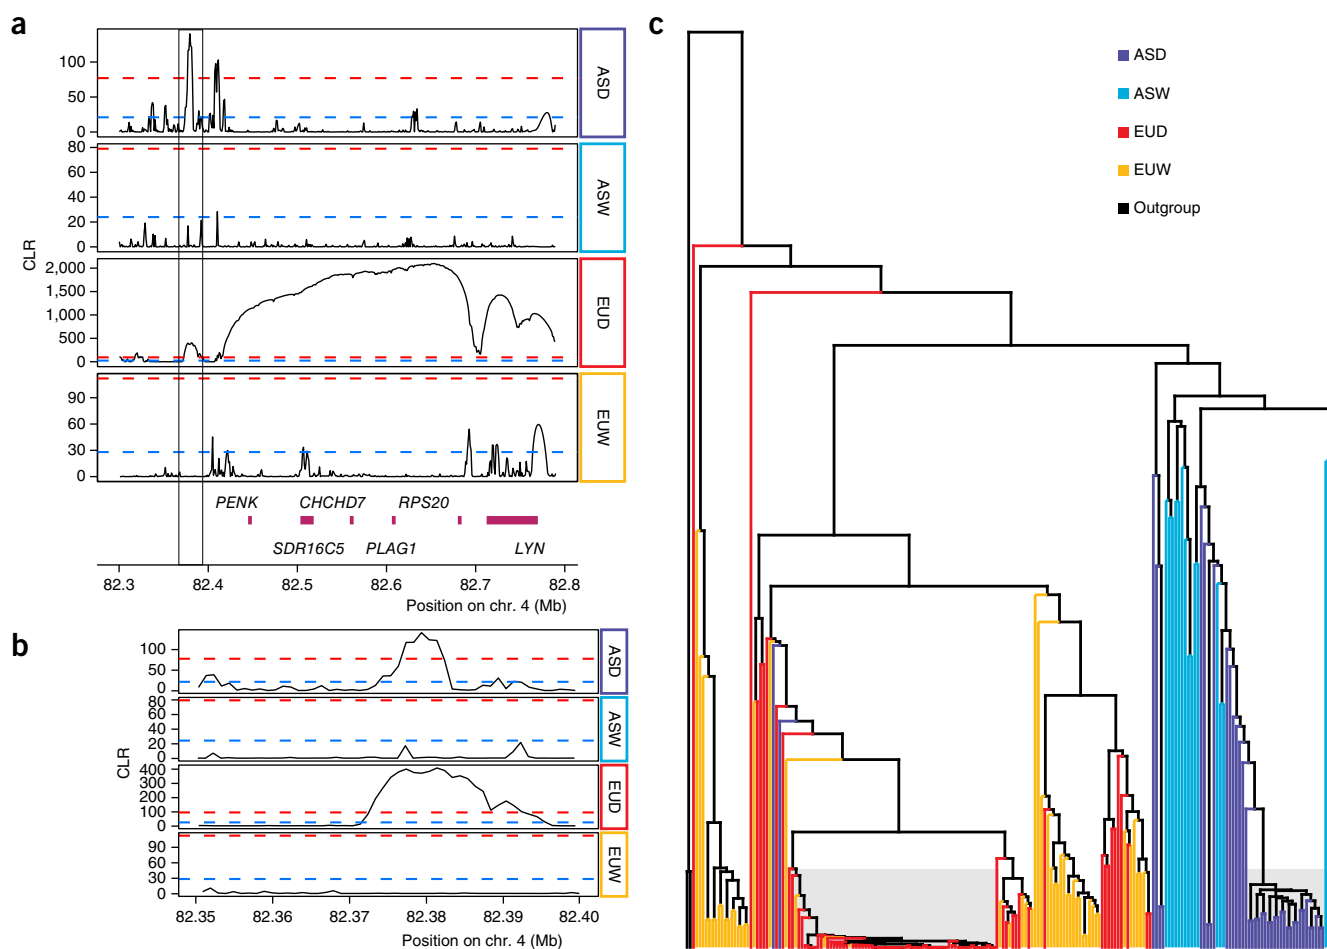 a
CLR
100
50
0
ASD
80
60
40
20
0
ASW
2,000
1,500
1,000
500
0
EUD
90
60
30
0
EUW
PENK CHCHD7 RPS20
SDR16C5 PLAG1 LYN
82.3 82.4 82.5 82.6 82.7 82.8
Position on chr. 4 (Mb)
b
CLR
100
50
0
ASD
80
60
40
20
0
ASW
400
300
200
100
0
EUD
90
60
30
0
EUW
82.35 82.36 82.37 82.38 82.39 82.40
Position on chr. 4 (Mb)
c
ASD
ASW
EUD
EUW
Outgroup